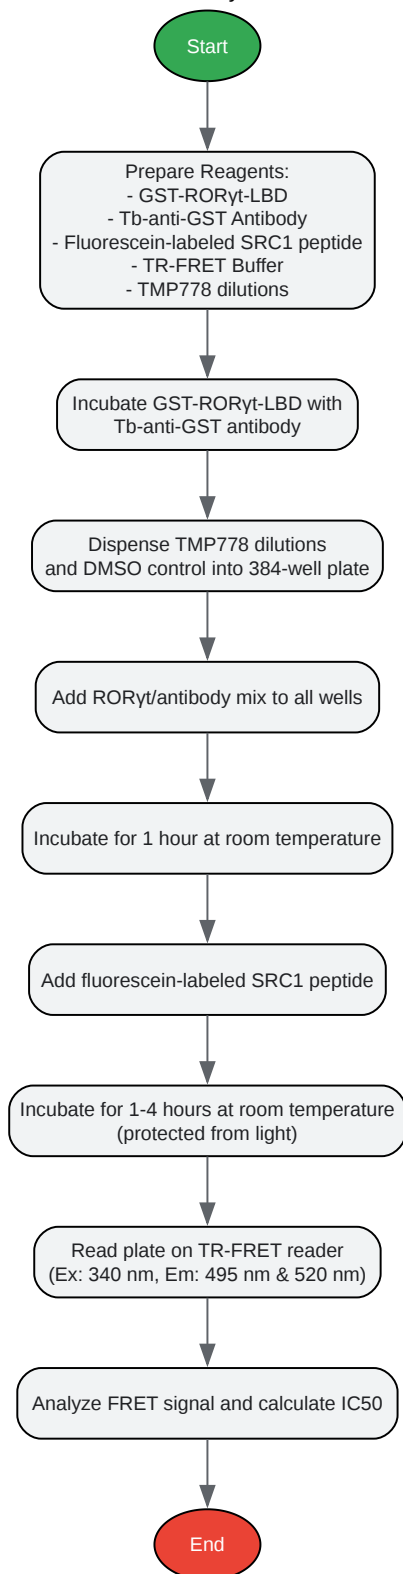 Start
Prepare Reagents:
- GST-RORγt-LBD
- Tb-anti-GST Antibody
- Fluorescein-labeled SRC1 peptide
- TR-FRET Buffer
- TMP778 dilutions
Incubate GST-RORγt-LBD with
Tb-anti-GST antibody
Dispense TMP778 dilutions
and DMSO control into 384-well plate
Add RORγt/antibody mix to all wells
Incubate for 1 hour at room temperature
Add fluorescein-labeled SRC1 peptide
Incubate for 1-4 hours at room temperature
(protected from light)
Read plate on TR-FRET reader
(Ex: 340 nm, Em: 495 nm & 520 nm)
Analyze FRET signal and calculate IC50
End